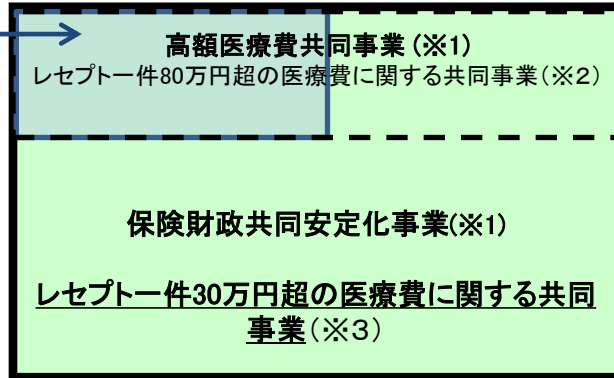 高額医療費共同事業(※1)
レセプト一件80万円超の医療費に関する共同事業(※2)
保険財政共同安定化事業(※1)
レセプト一件30万円超の医療費に関する共同
事業(※3)